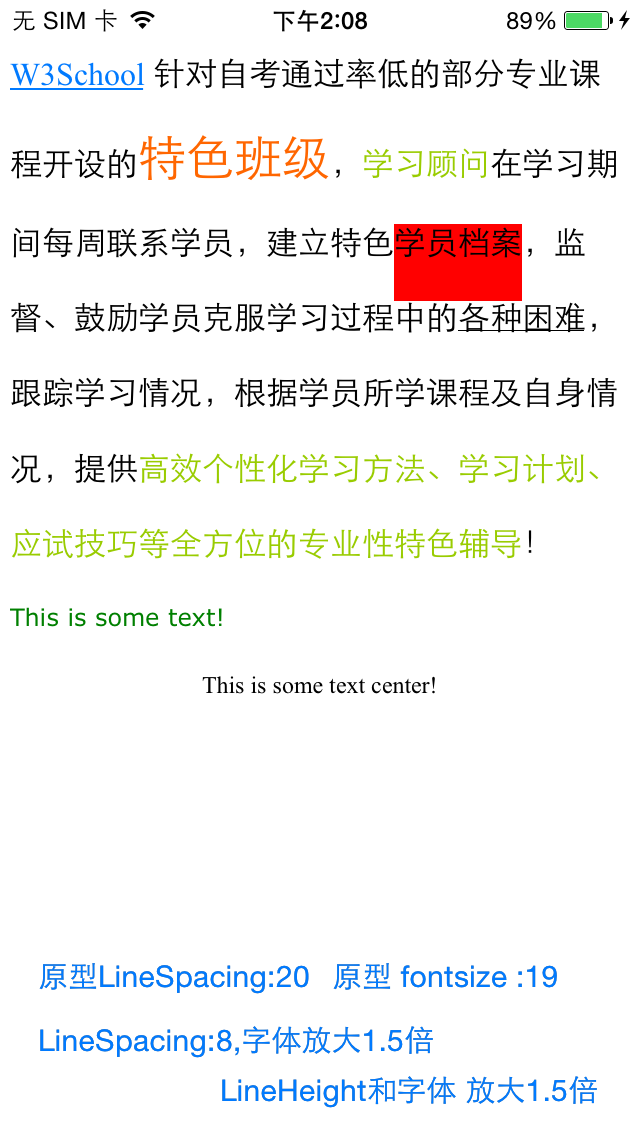 无 SIM 卡 下午2:08 89%
W3School 针对自考通过率低的部分专业课
程开设的特色班级，学习顾问在学习期
间每周联系学员，建立特色学员档案，监
督、鼓励学员克服学习过程中的各种困难，
跟踪学习情况，根据学员所学课程及自身情
况，提供高效个性化学习方法、学习计划、
应试技巧等全方位的专业性特色辅导！
This is some text!
This is some text center!
原型LineSpacing:20 原型 fontsize :19
LineSpacing:8,字体放大1.5倍
LineHeight和字体 放大1.5倍